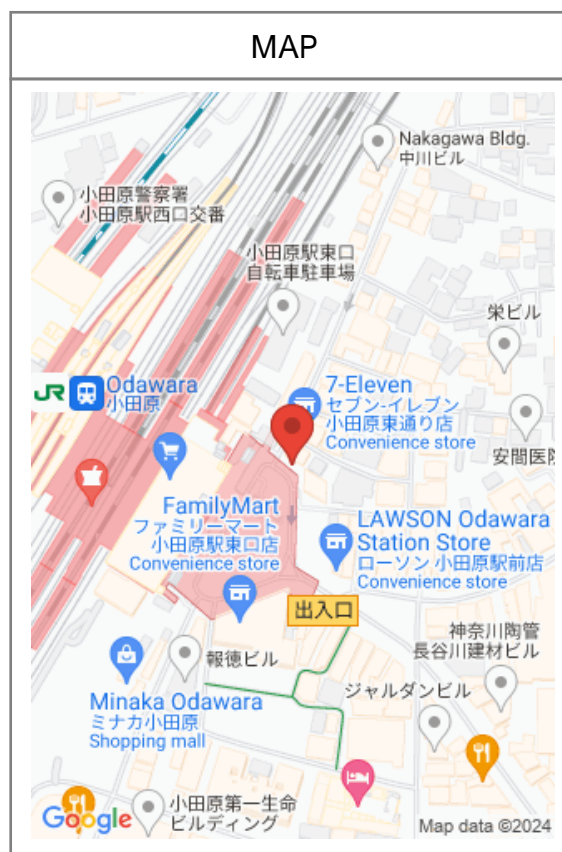 MAP
Nakagawa Bldg.
中川ビル
小田原警察署
小田原駅西口交番
小田原駅東口
自転車駐車場
栄ビル
JR
Odawara
小田原
7-Eleven
セブン-イレブン
小田原東通り店
Convenience store
安間医院
FamilyMart
ファミリーマート
小田原駅東口店
Convenience store
LAWSON Odawara
Station Store
ローソン 小田原駅前店
Convenience store
出入口
神奈川陶管
長谷川建材ビル
報徳ビル
ジャルダンビル
Minaka Odawara
ミナカ小田原
Shopping mall
小田原第一生命
ビルディング
Google
Map data ©2024